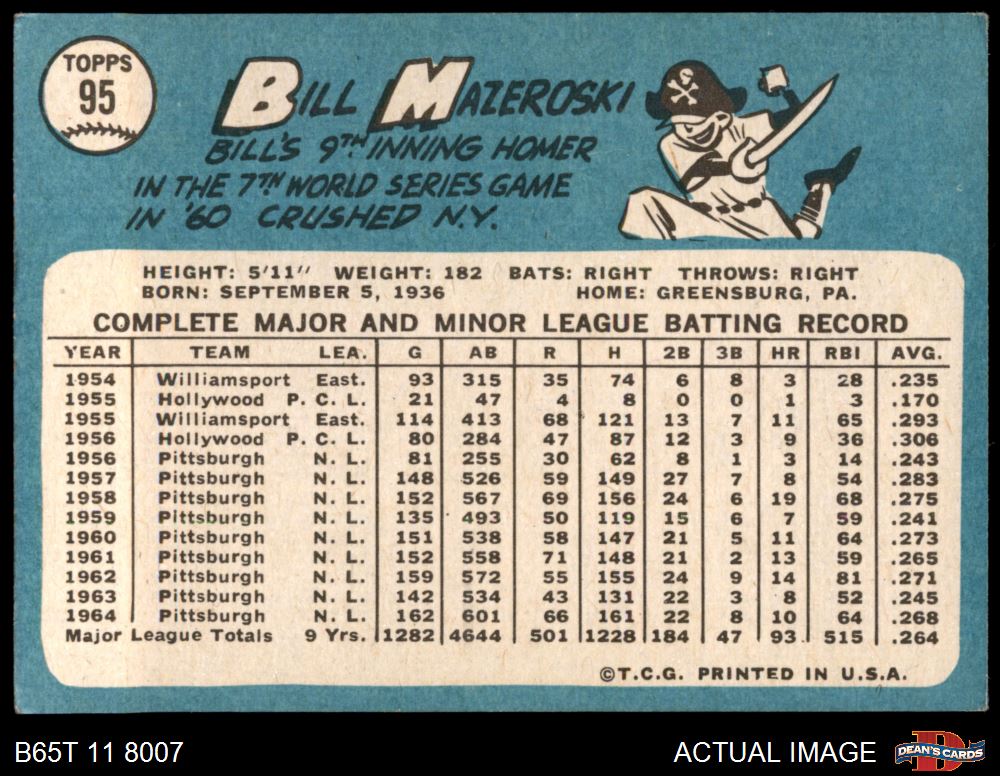 TOPPS
95
BILL MAZEROSKI
BILL'S 9TH INNING HOMER
IN THE 7TH WORLD SERIES GAME
IN '60 CRUSHED N.Y.
HEIGHT: 5'11" WEIGHT: 182 BATS: RIGHT THROWS: RIGHT
BORN: SEPTEMBER 5, 1936 HOME: GREENSBURG, PA.
COMPLETE MAJOR AND MINOR LEAGUE BATTING RECORD
YEAR TEAM LEA. G AB R H 2B 3B HR RBI AVG.
1954 Williamsport East. 93 315 35 74 6 8 3 28 .235
1955 Hollywood P. C. L. 21 47 4 8 0 0 1 3 .170
1955 Williamsport East. 114 413 68 121 13 7 11 65 .293
1956 Hollywood P. C. L. 80 284 47 87 12 3 9 36 .306
1956 Pittsburgh N. L. 81 255 30 62 8 1 3 14 .243
1957 Pittsburgh N. L. 148 526 59 149 27 7 8 54 .283
1958 Pittsburgh N. L. 152 567 69 156 24 6 19 68 .275
1959 Pittsburgh N. L. 135 493 50 119 15 6 7 59 .241
1960 Pittsburgh N. L. 151 538 58 147 21 5 11 64 .273
1961 Pittsburgh N. L. 152 558 71 148 21 2 13 59 .265
1962 Pittsburgh N. L. 159 572 55 155 24 9 14 81 .271
1963 Pittsburgh N. L. 142 534 43 131 22 3 8 52 .245
1964 Pittsburgh N. L. 162 601 66 161 22 8 10 64 .268
Major League Totals 9 Yrs. 1282 4644 501 1228 184 47 93 515 .264
©T.C.G. PRINTED IN U.S.A.
B65T 11 8007 ACTUAL IMAGE D DEAN'S CARDS